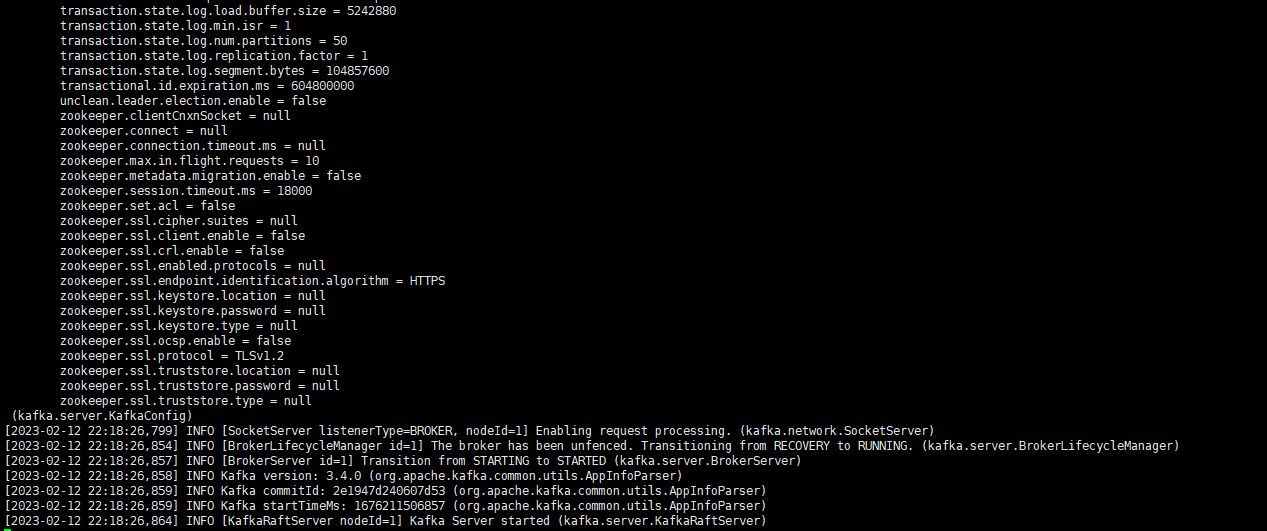 transaction.state.log.load.buffer.size = 5242880
transaction.state.log.min.isr = 1
transaction.state.log.num.partitions = 50
transaction.state.log.replication.factor = 1
transaction.state.log.segment.bytes = 104857600
transactional.id.expiration.ms = 604800000
unclean.leader.election.enable = false
zookeeper.clientCnxnSocket = null
zookeeper.connect = null
zookeeper.connection.timeout.ms = null
zookeeper.max.in.flight.requests = 10
zookeeper.metadata.migration.enable = false
zookeeper.session.timeout.ms = 18000
zookeeper.set.acl = false
zookeeper.ssl.cipher.suites = null
zookeeper.ssl.client.enable = false
zookeeper.ssl.crl.enable = false
zookeeper.ssl.enabled.protocols = null
zookeeper.ssl.endpoint.identification.algorithm = HTTPS
zookeeper.ssl.keystore.location = null
zookeeper.ssl.keystore.password = null
zookeeper.ssl.keystore.type = null
zookeeper.ssl.ocsp.enable = false
zookeeper.ssl.protocol = TLSv1.2
zookeeper.ssl.truststore.location = null
zookeeper.ssl.truststore.password = null
zookeeper.ssl.truststore.type = null
(kafka.server.KafkaConfig)
[2023-02-12 22:18:26,799] INFO [SocketServer listenerType=BROKER, nodeId=1] Enabling request processing. (kafka.network.SocketServer)
[2023-02-12 22:18:26,854] INFO [BrokerLifecycleManager id=1] The broker has been unfenced. Transitioning from RECOVERY to RUNNING. (kafka.server.BrokerLifecycleManager)
[2023-02-12 22:18:26,857] INFO [BrokerServer id=1] Transition from STARTING to STARTED (kafka.server.BrokerServer)
[2023-02-12 22:18:26,858] INFO Kafka version: 3.4.0 (org.apache.kafka.common.utils.AppInfoParser)
[2023-02-12 22:18:26,859] INFO Kafka commitId: 2e1947d240607d53 (org.apache.kafka.common.utils.AppInfoParser)
[2023-02-12 22:18:26,859] INFO Kafka startTimeMs: 1676211506857 (org.apache.kafka.common.utils.AppInfoParser)
[2023-02-12 22:18:26,864] INFO [KafkaRaftServer nodeId=1] Kafka Server started (kafka.server.KafkaRaftServer)